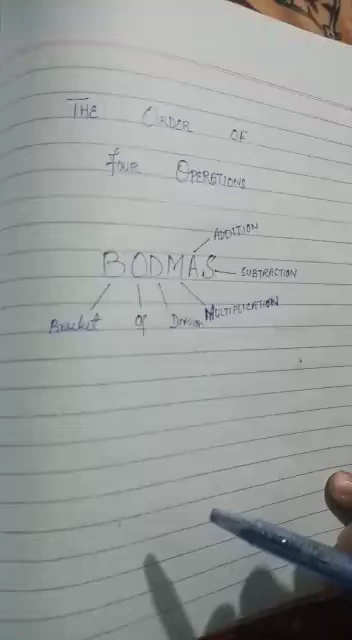 THE ORDER OF
FOUR OPERATIONS
ADDITION
BODMAS
SUBTRACTION
Bracket Of Division MULTIPLICATION